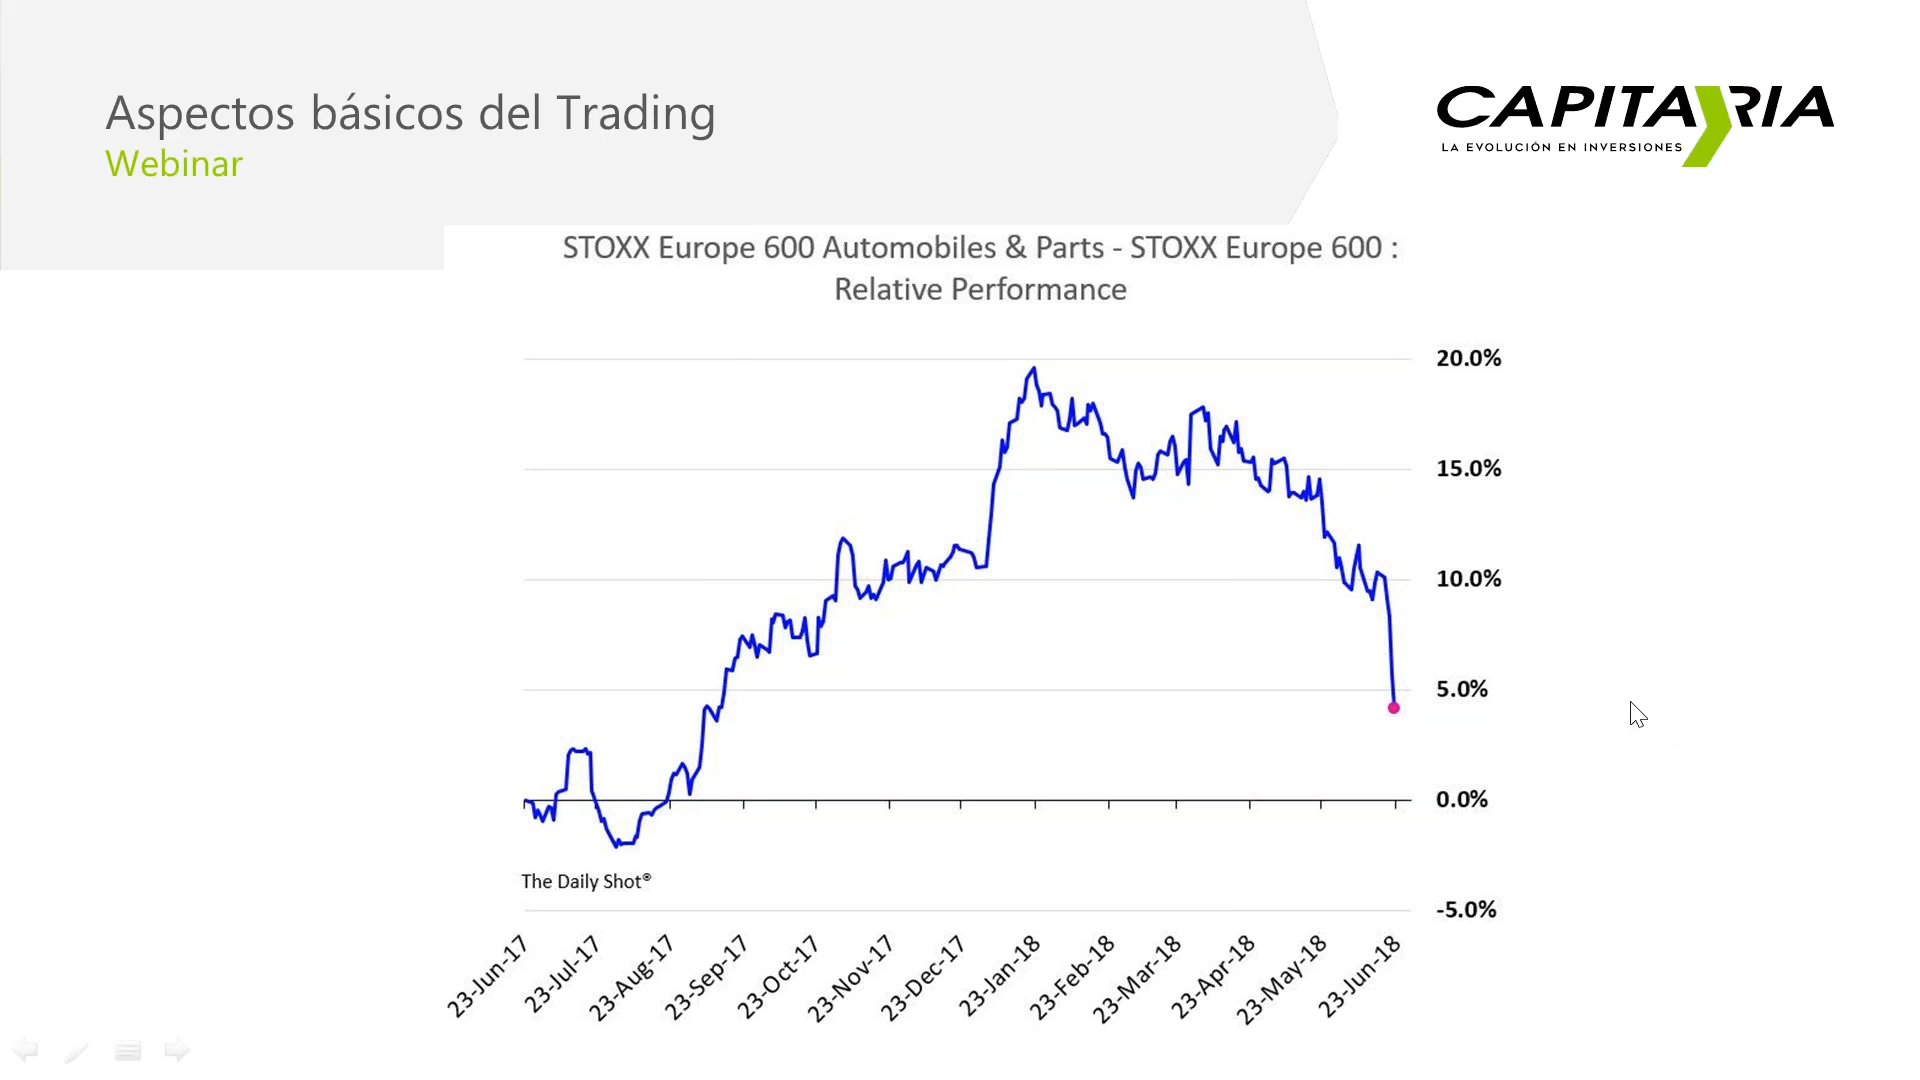 Aspectos básicos del Trading
Webinar
CAPITARIA
LA EVOLUCIÓN EN INVERSIONES
STOXX Europe 600 Automobiles & Parts - STOXX Europe 600 :
Relative Performance
20.0%
15.0%
10.0%
5.0%
0.0%
The Daily Shot®
-5.0%
23-Jun-17
23-Jul-17
23-Aug-17
23-Sep-17
23-Oct-17
23-Nov-17
23-Dec-17
23-Jan-18
23-Feb-18
23-Mar-18
23-Apr-18
23-May-18
23-Jun-18